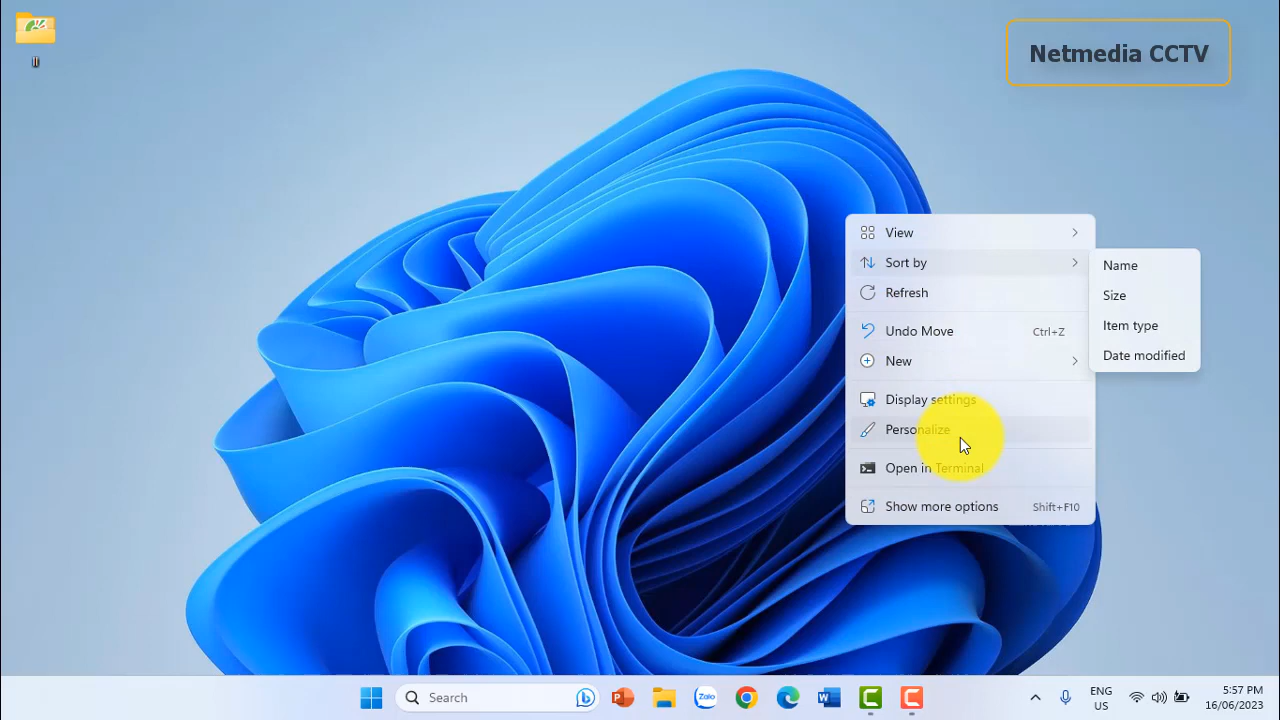 Netmedia CCTV
View
Sort by
Refresh
Undo Move Ctrl+Z
New
Display settings
Personalize
Open in Terminal
Show more options Shift+F10
Name
Size
Item type
Date modified
Search
Zalo
ENG
US
5:57 PM
16/06/2023